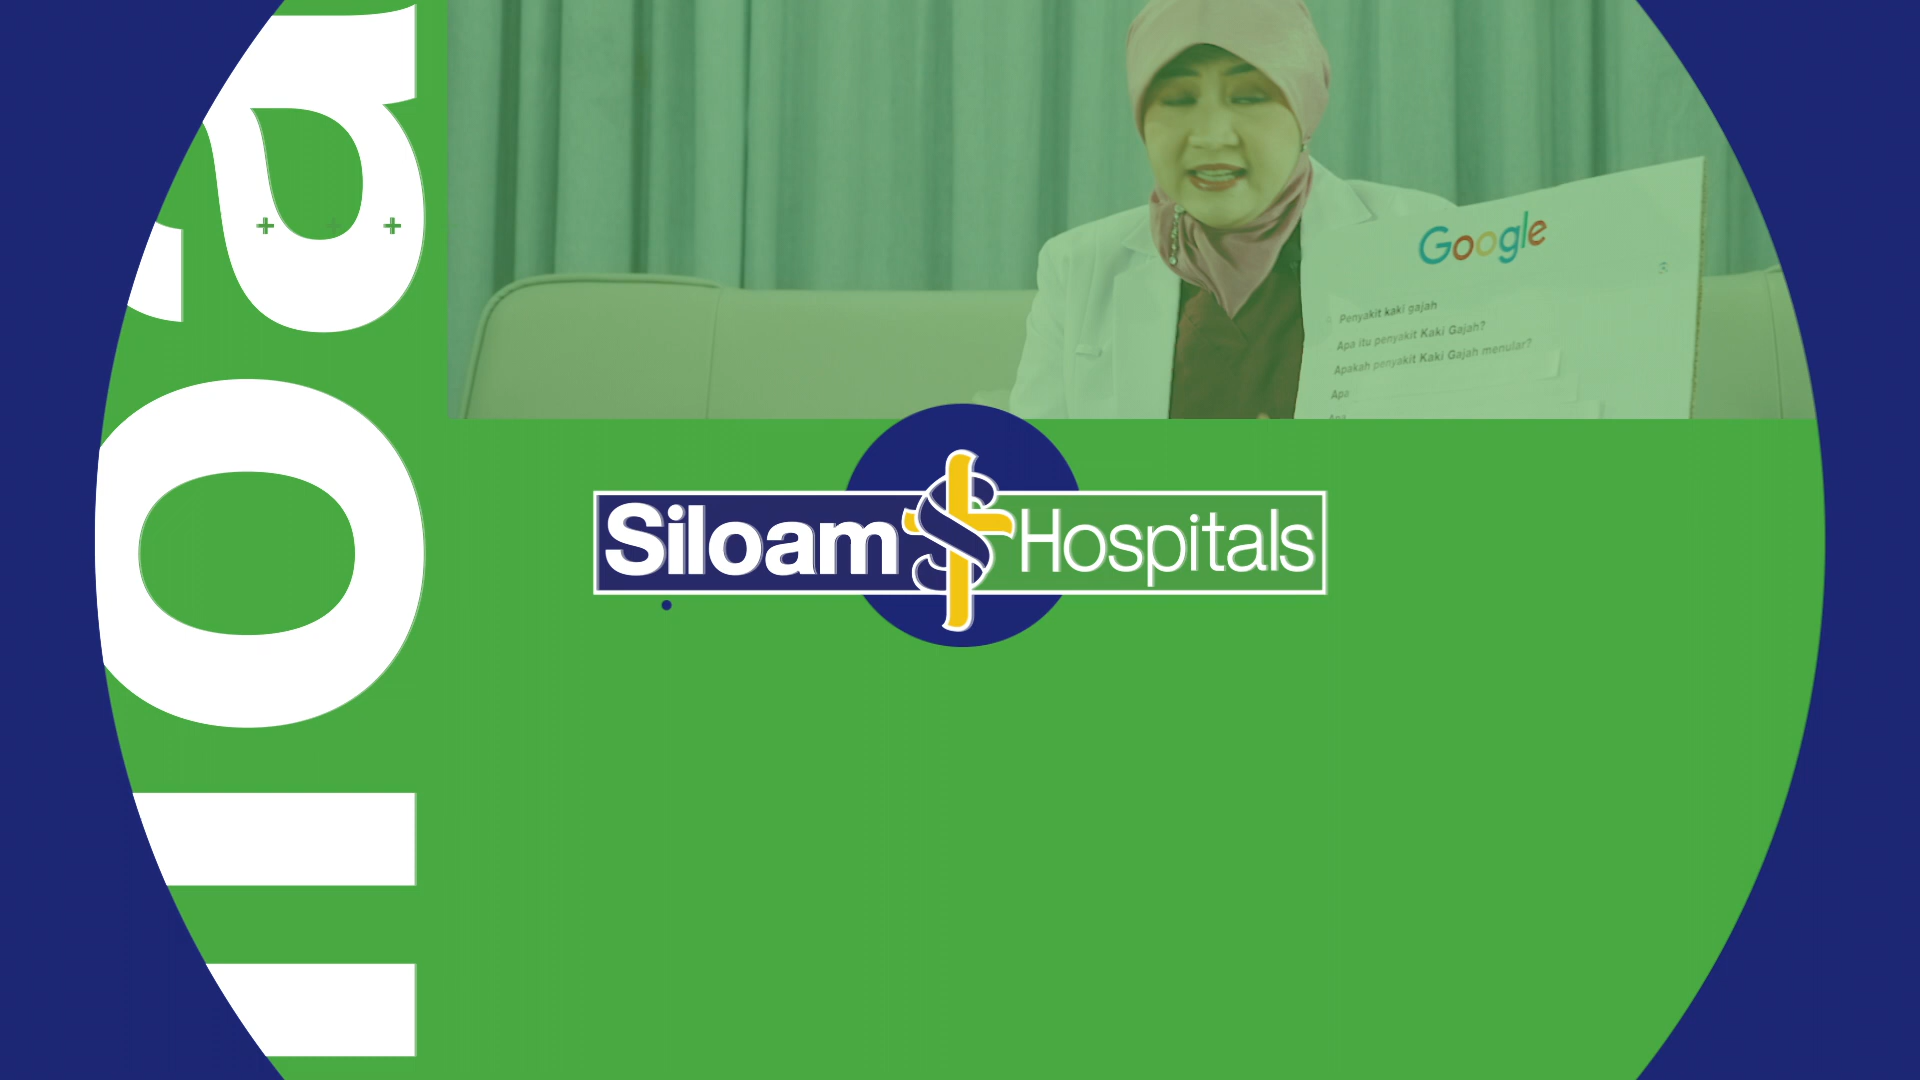 Google
Penyakit kaki gajah
Apa itu penyakit Kaki Gajah?
Apakah penyakit Kaki Gajah menular?
Apa
Siloam Hospitals